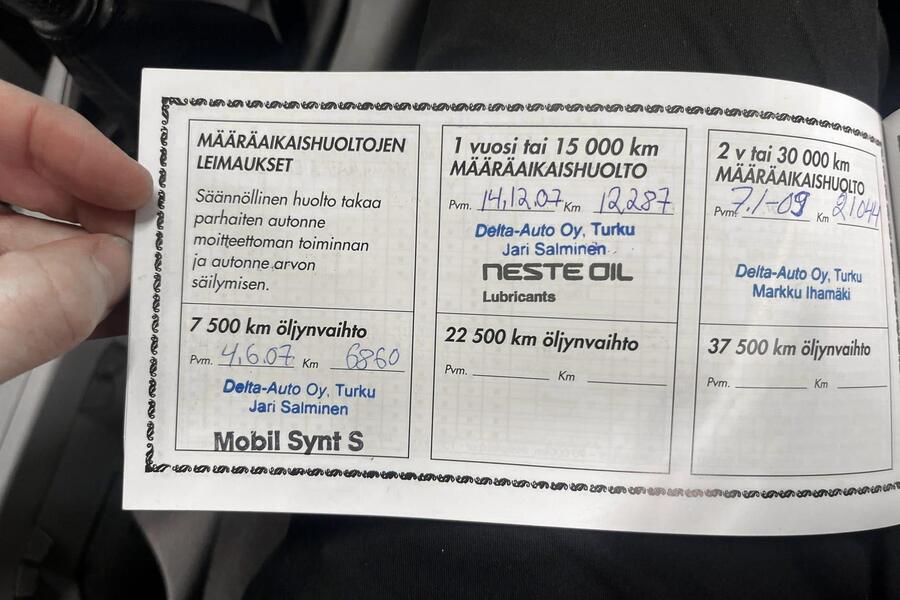 MÄÄRÄAIKAISHUOLTOJEN
LEIMAUKSET
Säännöllinen huolto takaa
parhaiten autonne
moitteettoman toiminnan
ja autonne arvon
säilymisen.
7 500 km öljynvaihto
Pvm. 4.6.07 Km 6860
Delta-Auto Oy, Turku
Jari Salminen
Mobil Synt S
1 vuosi tai 15 000 km
MÄÄRÄAIKAISHUOLTO
Pvm. 14.12.07 Km 12287
Delta-Auto Oy, Turku
Jari Salminen
NESTE OIL
Lubricants
22 500 km öljynvaihto
Pvm. Km
2 v tai 30 000 km
MÄÄRÄAIKAISHUOLTO
Pvm. 7.1-09 Km 21044
Delta-Auto Oy, Turku
Markku Ihamäki
37 500 km öljynvaihto
Pvm. Km